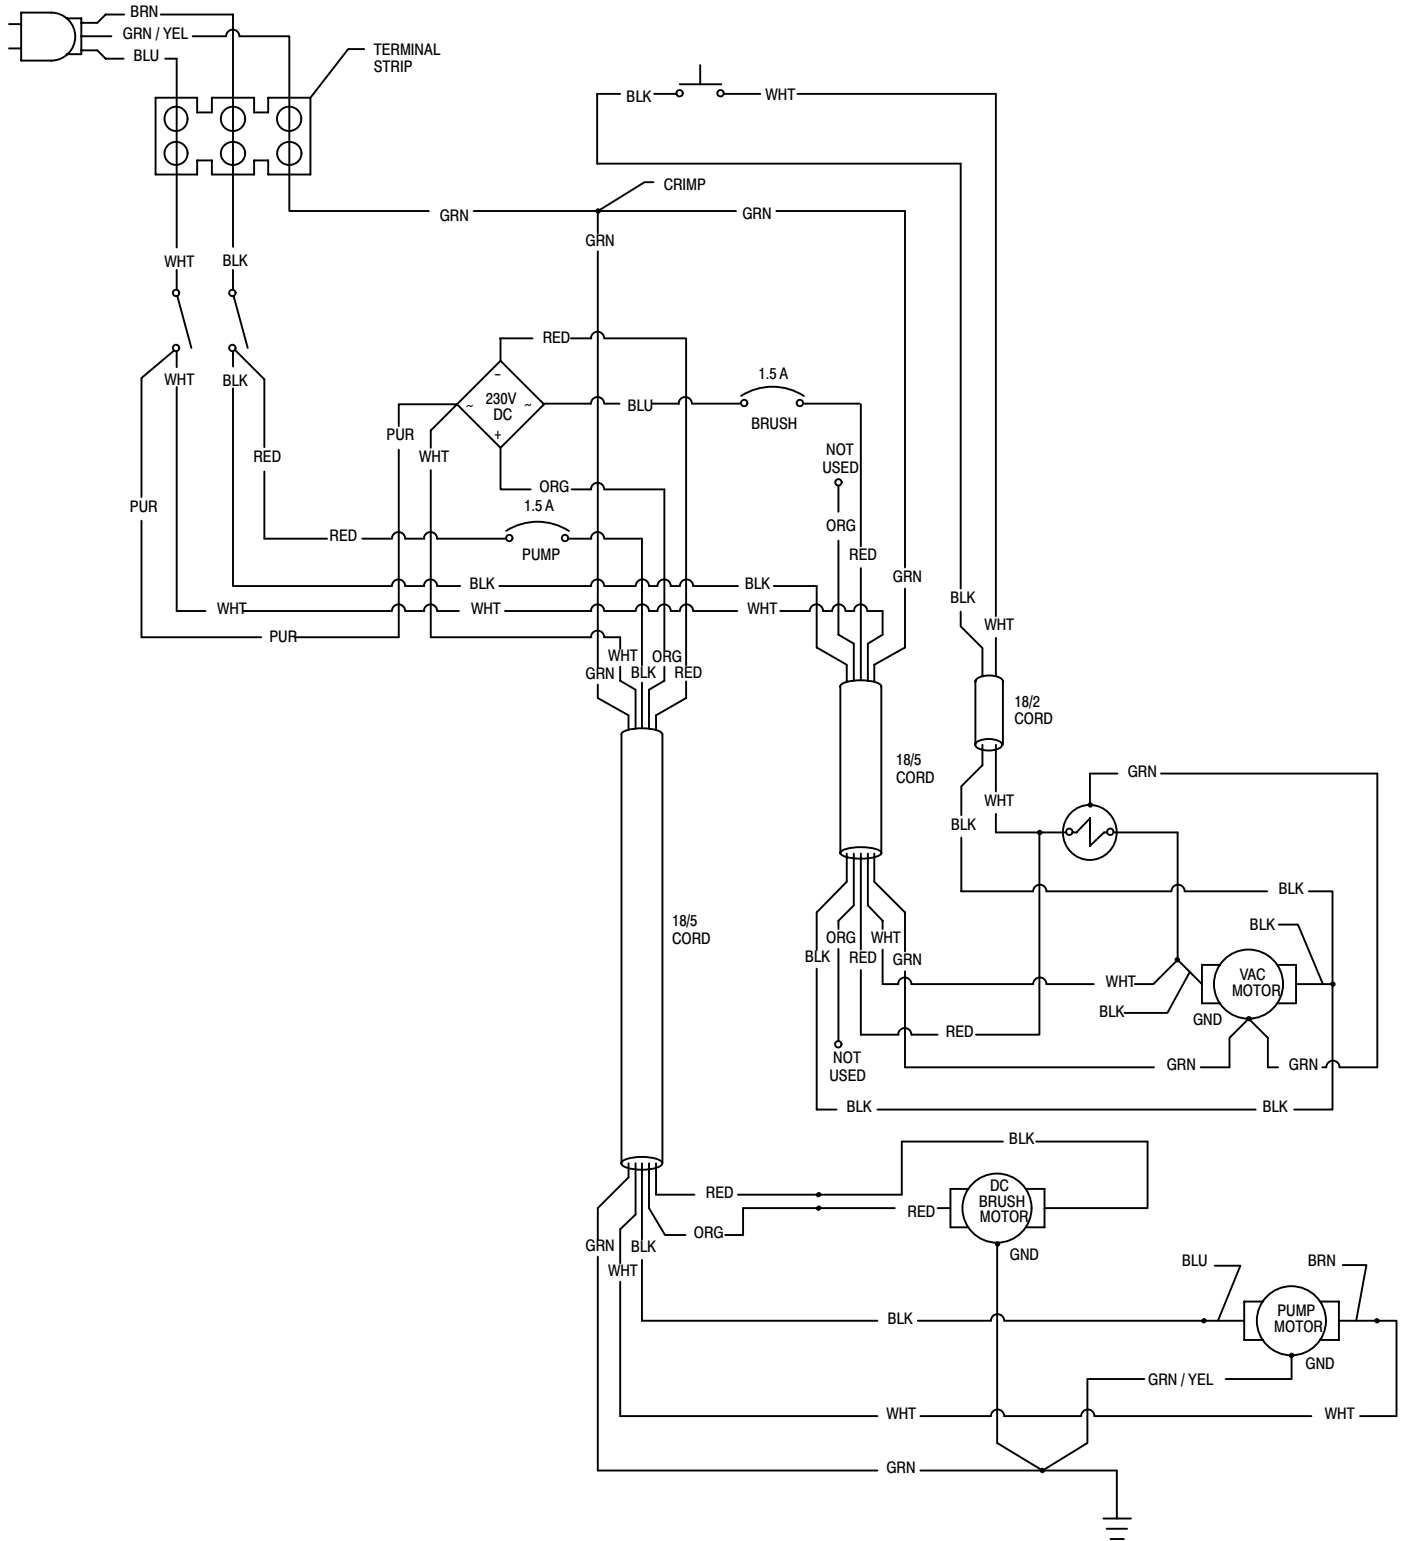 BRN
GRN / YEL
BLU
TERMINAL
STRIP
BLK
WHT
CRIMP
GRN
GRN
GRN
WHT
BLK
RED
1.5 A
WHT
BLK
230V
DC
−
~
~
+
BLU
BRUSH
PUR
WHT
RED
NOT
USED
ORG
1.5 A
PUR
ORG
RED
PUMP
RED
GRN
BLK
BLK
BLK
WHT
WHT
WHT
WHT
PUR
WHT
ORG
GRN
BLK
RED
18/2
CORD
18/5
CORD
GRN
WHT
BLK
BLK
18/5
CORD
BLK
ORG
WHT
BLK
RED
GRN
WHT
VAC
MOTOR
BLK
GND
RED
NOT
USED
GRN
GRN
BLK
BLK
BLK
RED
DC
BRUSH
MOTOR
RED
ORG
GRN
BLK
GND
WHT
BLU
BRN
BLK
PUMP
MOTOR
GND
GRN / YEL
WHT
WHT
GRN